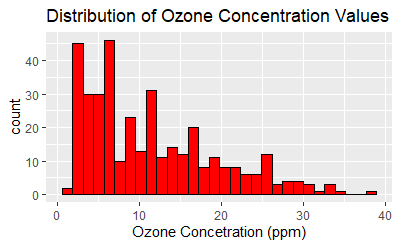 Distribution of Ozone Concentration Values
count
40
30
20
10
0
0 10 20 30 40
Ozone Concetration (ppm)